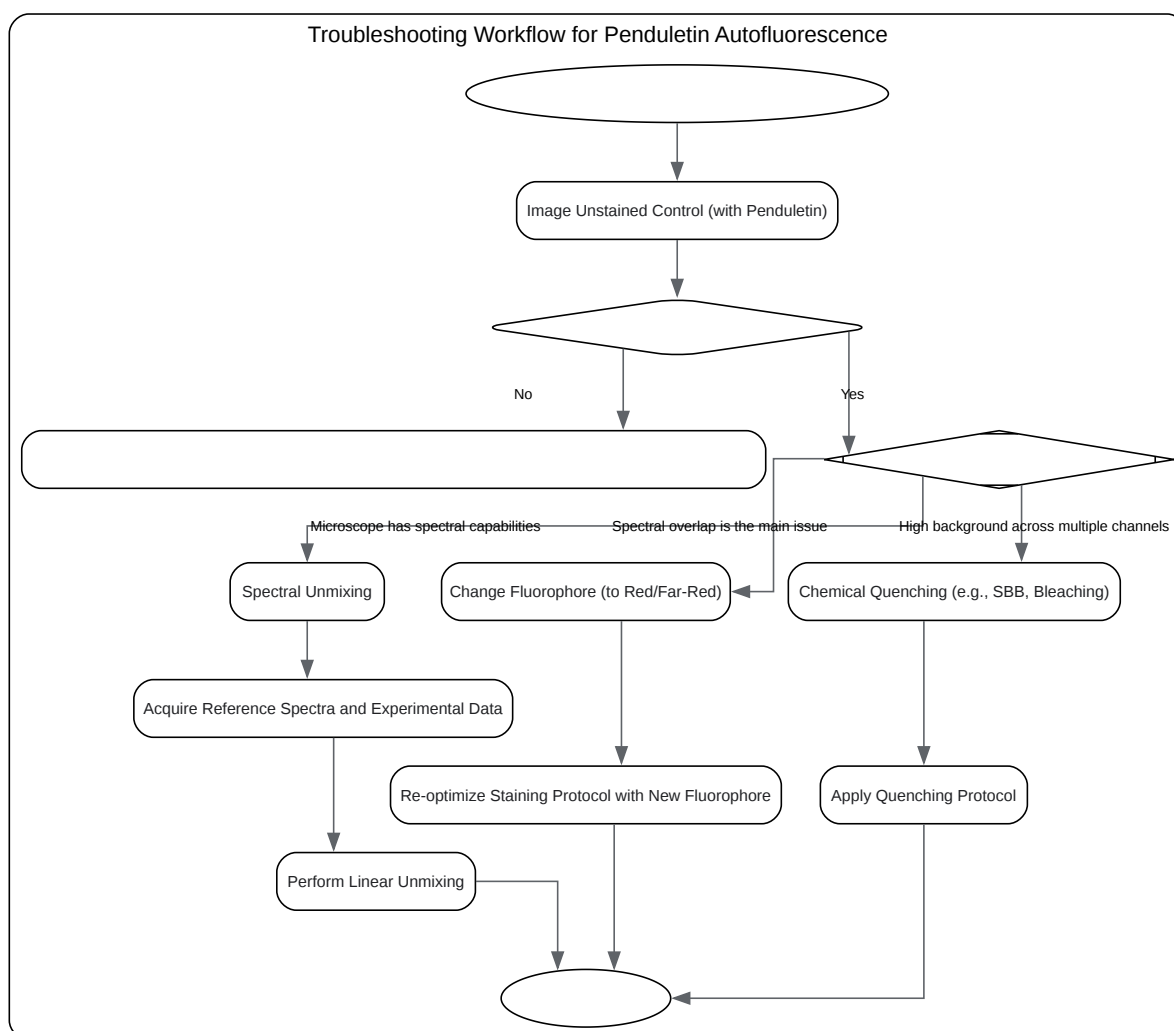 Troubleshooting Workflow for Penduletin Autofluorescence
Image Unstained Control (with Penduletin)
No
Yes
Microscope has spectral capabilities
Spectral overlap is the main issue
High background across multiple channels
Spectral Unmixing
Change Fluorophore (to Red/Far-Red)
Chemical Quenching (e.g., SBB, Bleaching)
Acquire Reference Spectra and Experimental Data
Re-optimize Staining Protocol with New Fluorophore
Apply Quenching Protocol
Perform Linear Unmixing